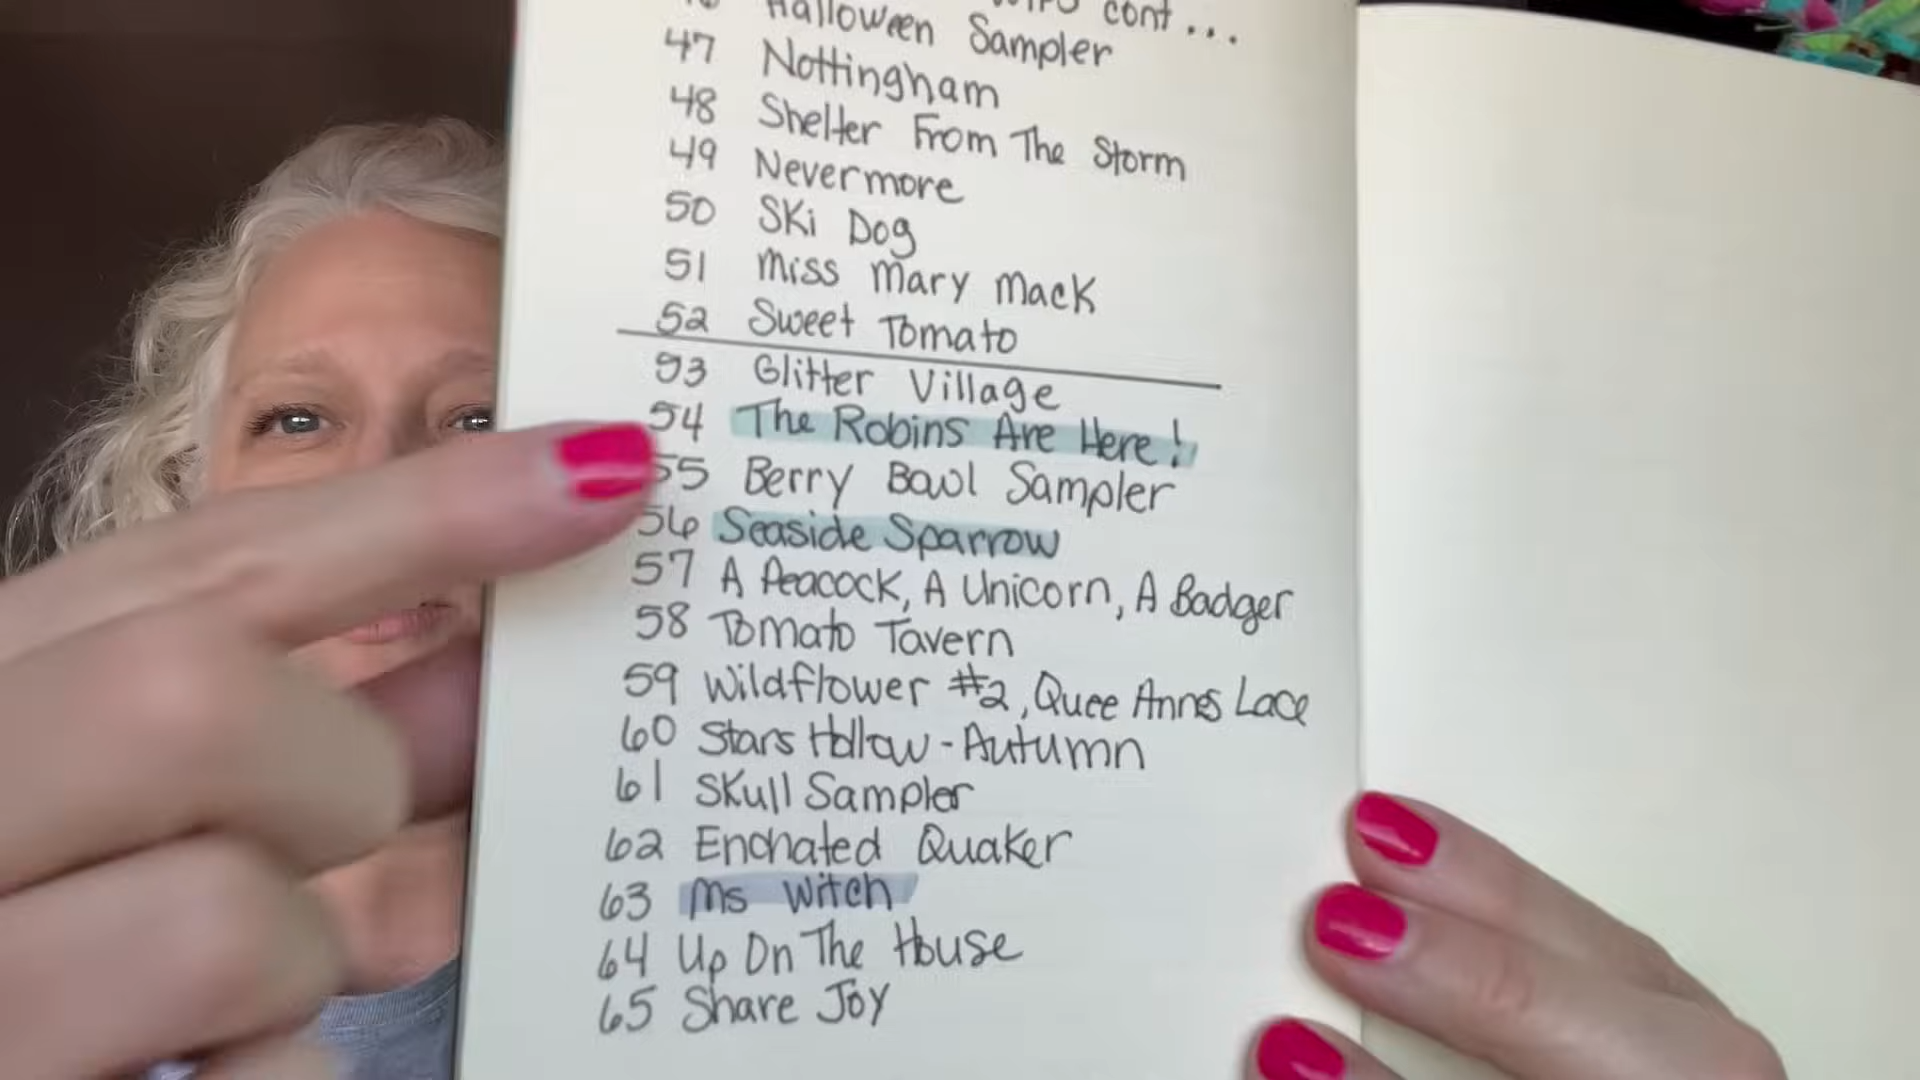 WIPs cont...
46 Halloween Sampler
47 Nottingham
48 Shelter From The Storm
49 Nevermore
50 Ski Dog
51 Miss Mary Mack
52 Sweet Tomato
53 Glitter Village
54 The Robins Are Here!
55 Berry Bowl Sampler
56 Seaside Sparrow
57 A Peacock, A Unicorn, A Badger
58 Tomato Tavern
59 Wildflower #2, Quee Annes Lace
60 Stars Hollow - Autumn
61 Skull Sampler
62 Enchated Quaker
63 Ms Witch
64 Up On The House
65 Share Joy